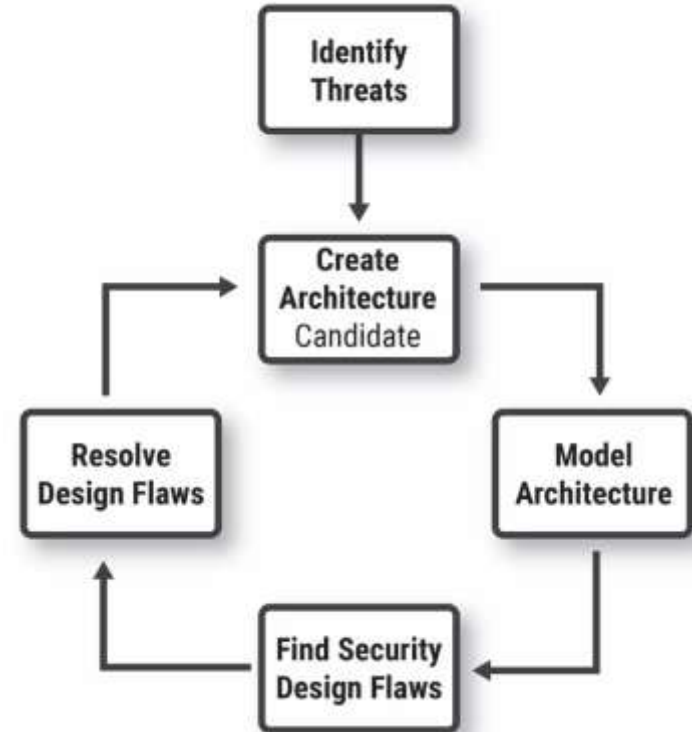 Identify
Threats
Create
Architecture
Candidate
Resolve
Design Flaws
Model
Architecture
Find Security
Design Flaws